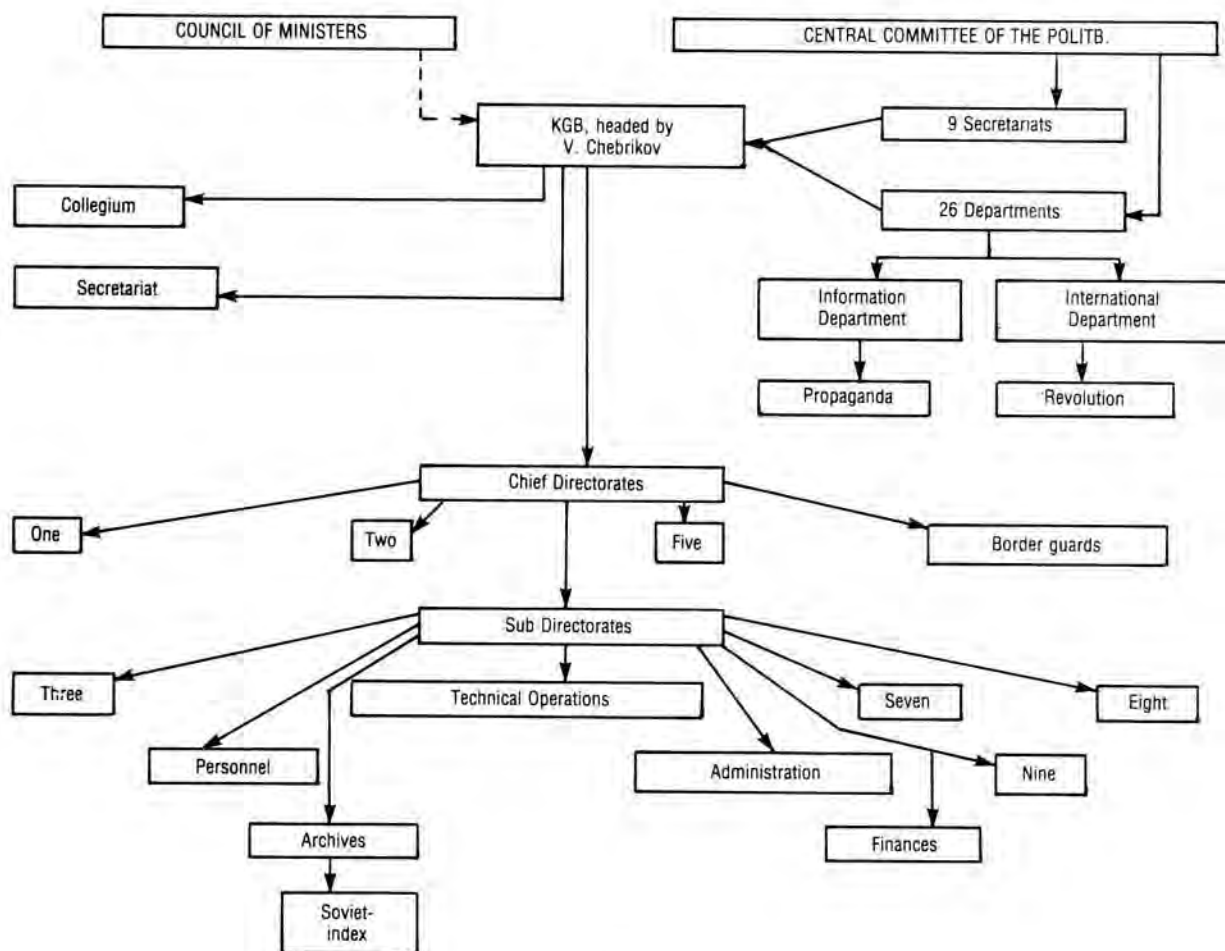 COUNCIL OF MINISTERS
CENTRAL COMMITTEE OF THE POLITB.
KGB, headed by
V. Chebrikov
9 Secretariats
Collegium
26 Departments
Secretariat
Information
Department
International
Department
Propaganda
Revolution
Chief Directorates
One
Two
Five
Border guards
Sub Directorates
Three
Technical Operations
Seven
Eight
Personnel
Administration
Nine
Archives
Finances
Soviet-
index